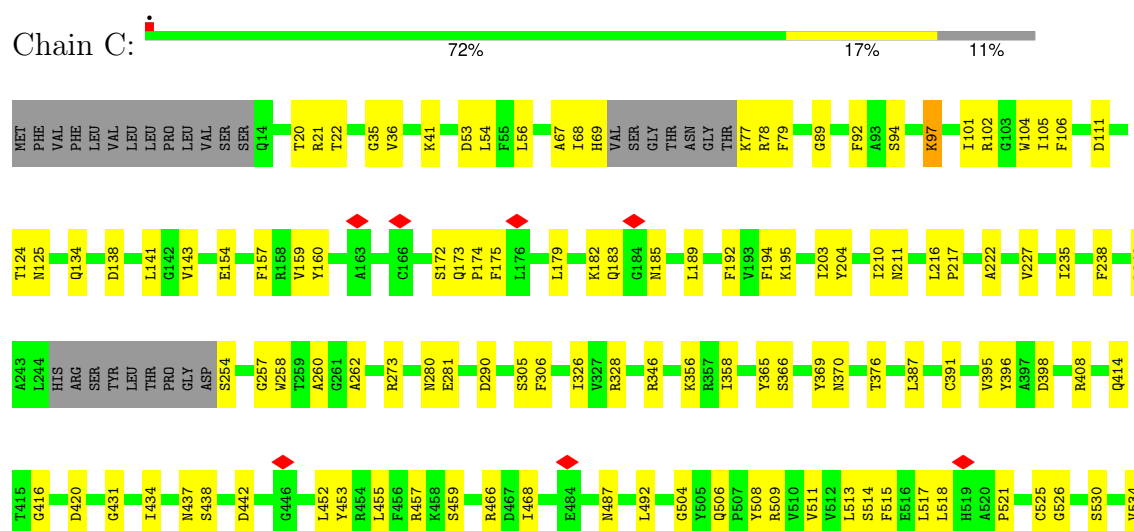 Chain C:
72% 17% 11%
MET PHE VAL PHE LEU VAL LEU LEU PRO LEU VAL SER SER Q14 T20 R21 T22 G35 V36 K41 D53 L54 F55 L56 A67 I68 H69 VAL SER GLY THR ASN GLY THR K77 R78 F79 G89 F92 A93 S94 K97 I101 R102 G103 W104 I105 F106 D111
T124 N125 Q134 D138 L141 G142 V143 E154 F157 R158 V159 Y160 A163 C166 S172 Q173 P174 F175 L176 L179 K182 Q183 G184 N185 L189 F192 V193 F194 K195 I203 Y204 I210 N211 L216 P217 A222 V227 I235 F238
A243 L244 HIS ARG SER TYR LEU THR PRO GLY ASP S254 G257 W258 T259 A260 G261 A262 R273 N280 E281 D290 S305 F306 I326 V327 R328 R346 K356 R357 I358 Y365 S366 Y369 N370 T376 L387 C391 V395 Y396 A397 D398 R408 Q414
T415 G416 D420 G431 I434 N437 S438 D442 G446 L452 Y453 R454 L455 F456 R457 K458 S459 R466 D467 I468 E484 N487 L492 G504 Y505 Q506 P507 Y508 R509 V510 V511 V512 L513 S514 F515 E516 L517 L518 H519 A520 P521 C525 G526 S530